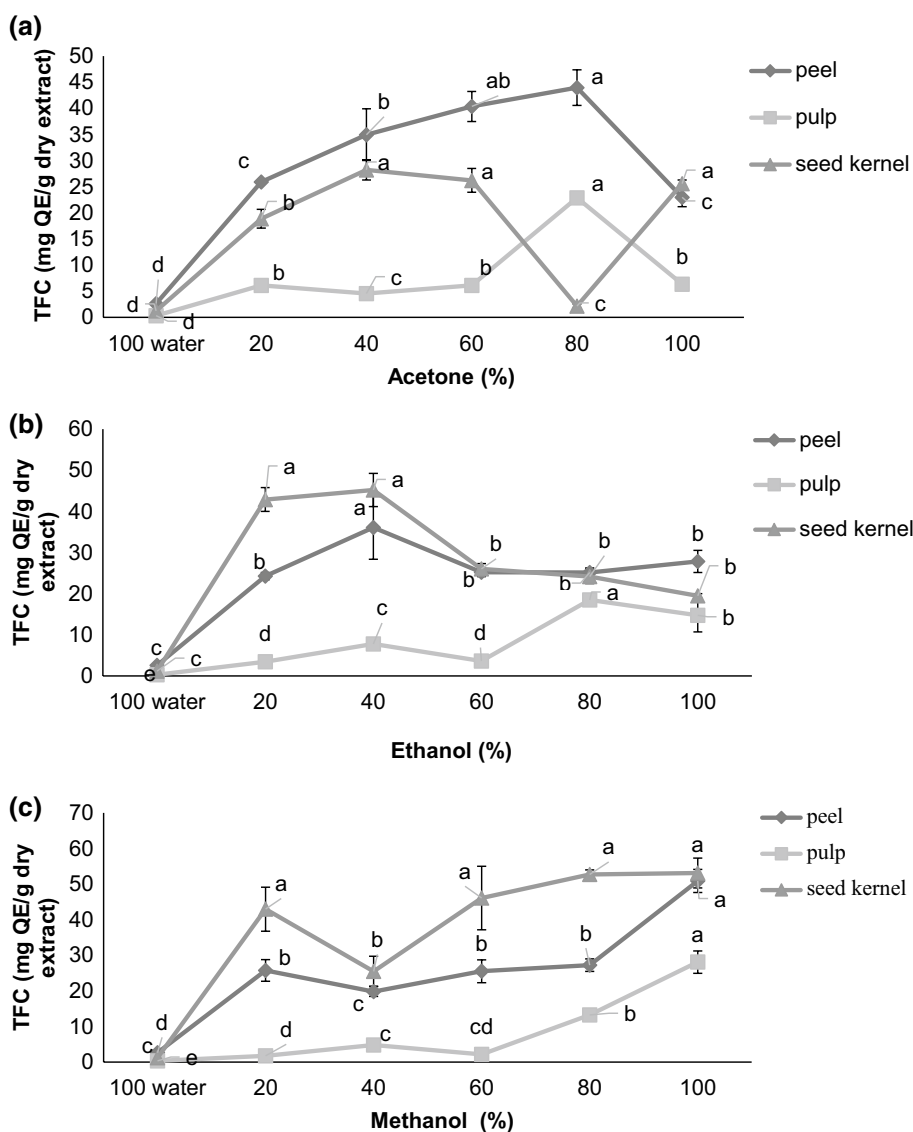 (a)
TFC (mg QE/g dry extract)
50
45
40
35
30
25
20
15
10
5
0
d
d
d
c
b
b
b
a
c
ab
a
b
a
a
c
a
c
b
peel
pulp
seed kernel
100 water 20 40 60 80 100
Acetone (%)
(b)
TFC (mg QE/g dry
extract)
60
50
40
30
20
10
0
c
c
e
a
b
d
a
a
c
b
b
d
b
b
a
b
b
b
peel
pulp
seed kernel
100 water 20 40 60 80 100
Ethanol (%)
(c)
TFC (mg QE/g dry
extract)
70
60
50
40
30
20
10
0
d
c
e
a
b
d
b
c
c
a
b
cd
a
b
b
a
a
a
peel
pulp
seed kernel
100 water 20 40 60 80 100
Methanol (%)